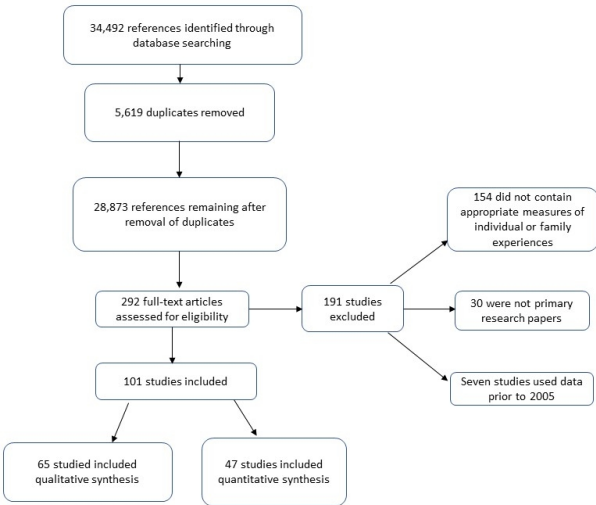 34,492 references identified through
database searching
5,619 duplicates removed
28,873 references remaining after
removal of duplicates
154 did not contain
appropriate measures of
individual or family
experiences
292 full-text articles
assessed for eligibility
191 studies
excluded
30 were not primary
research papers
101 studies included
Seven studies used data
prior to 2005
65 studied included
qualitative synthesis
47 studies included
quantitative synthesis